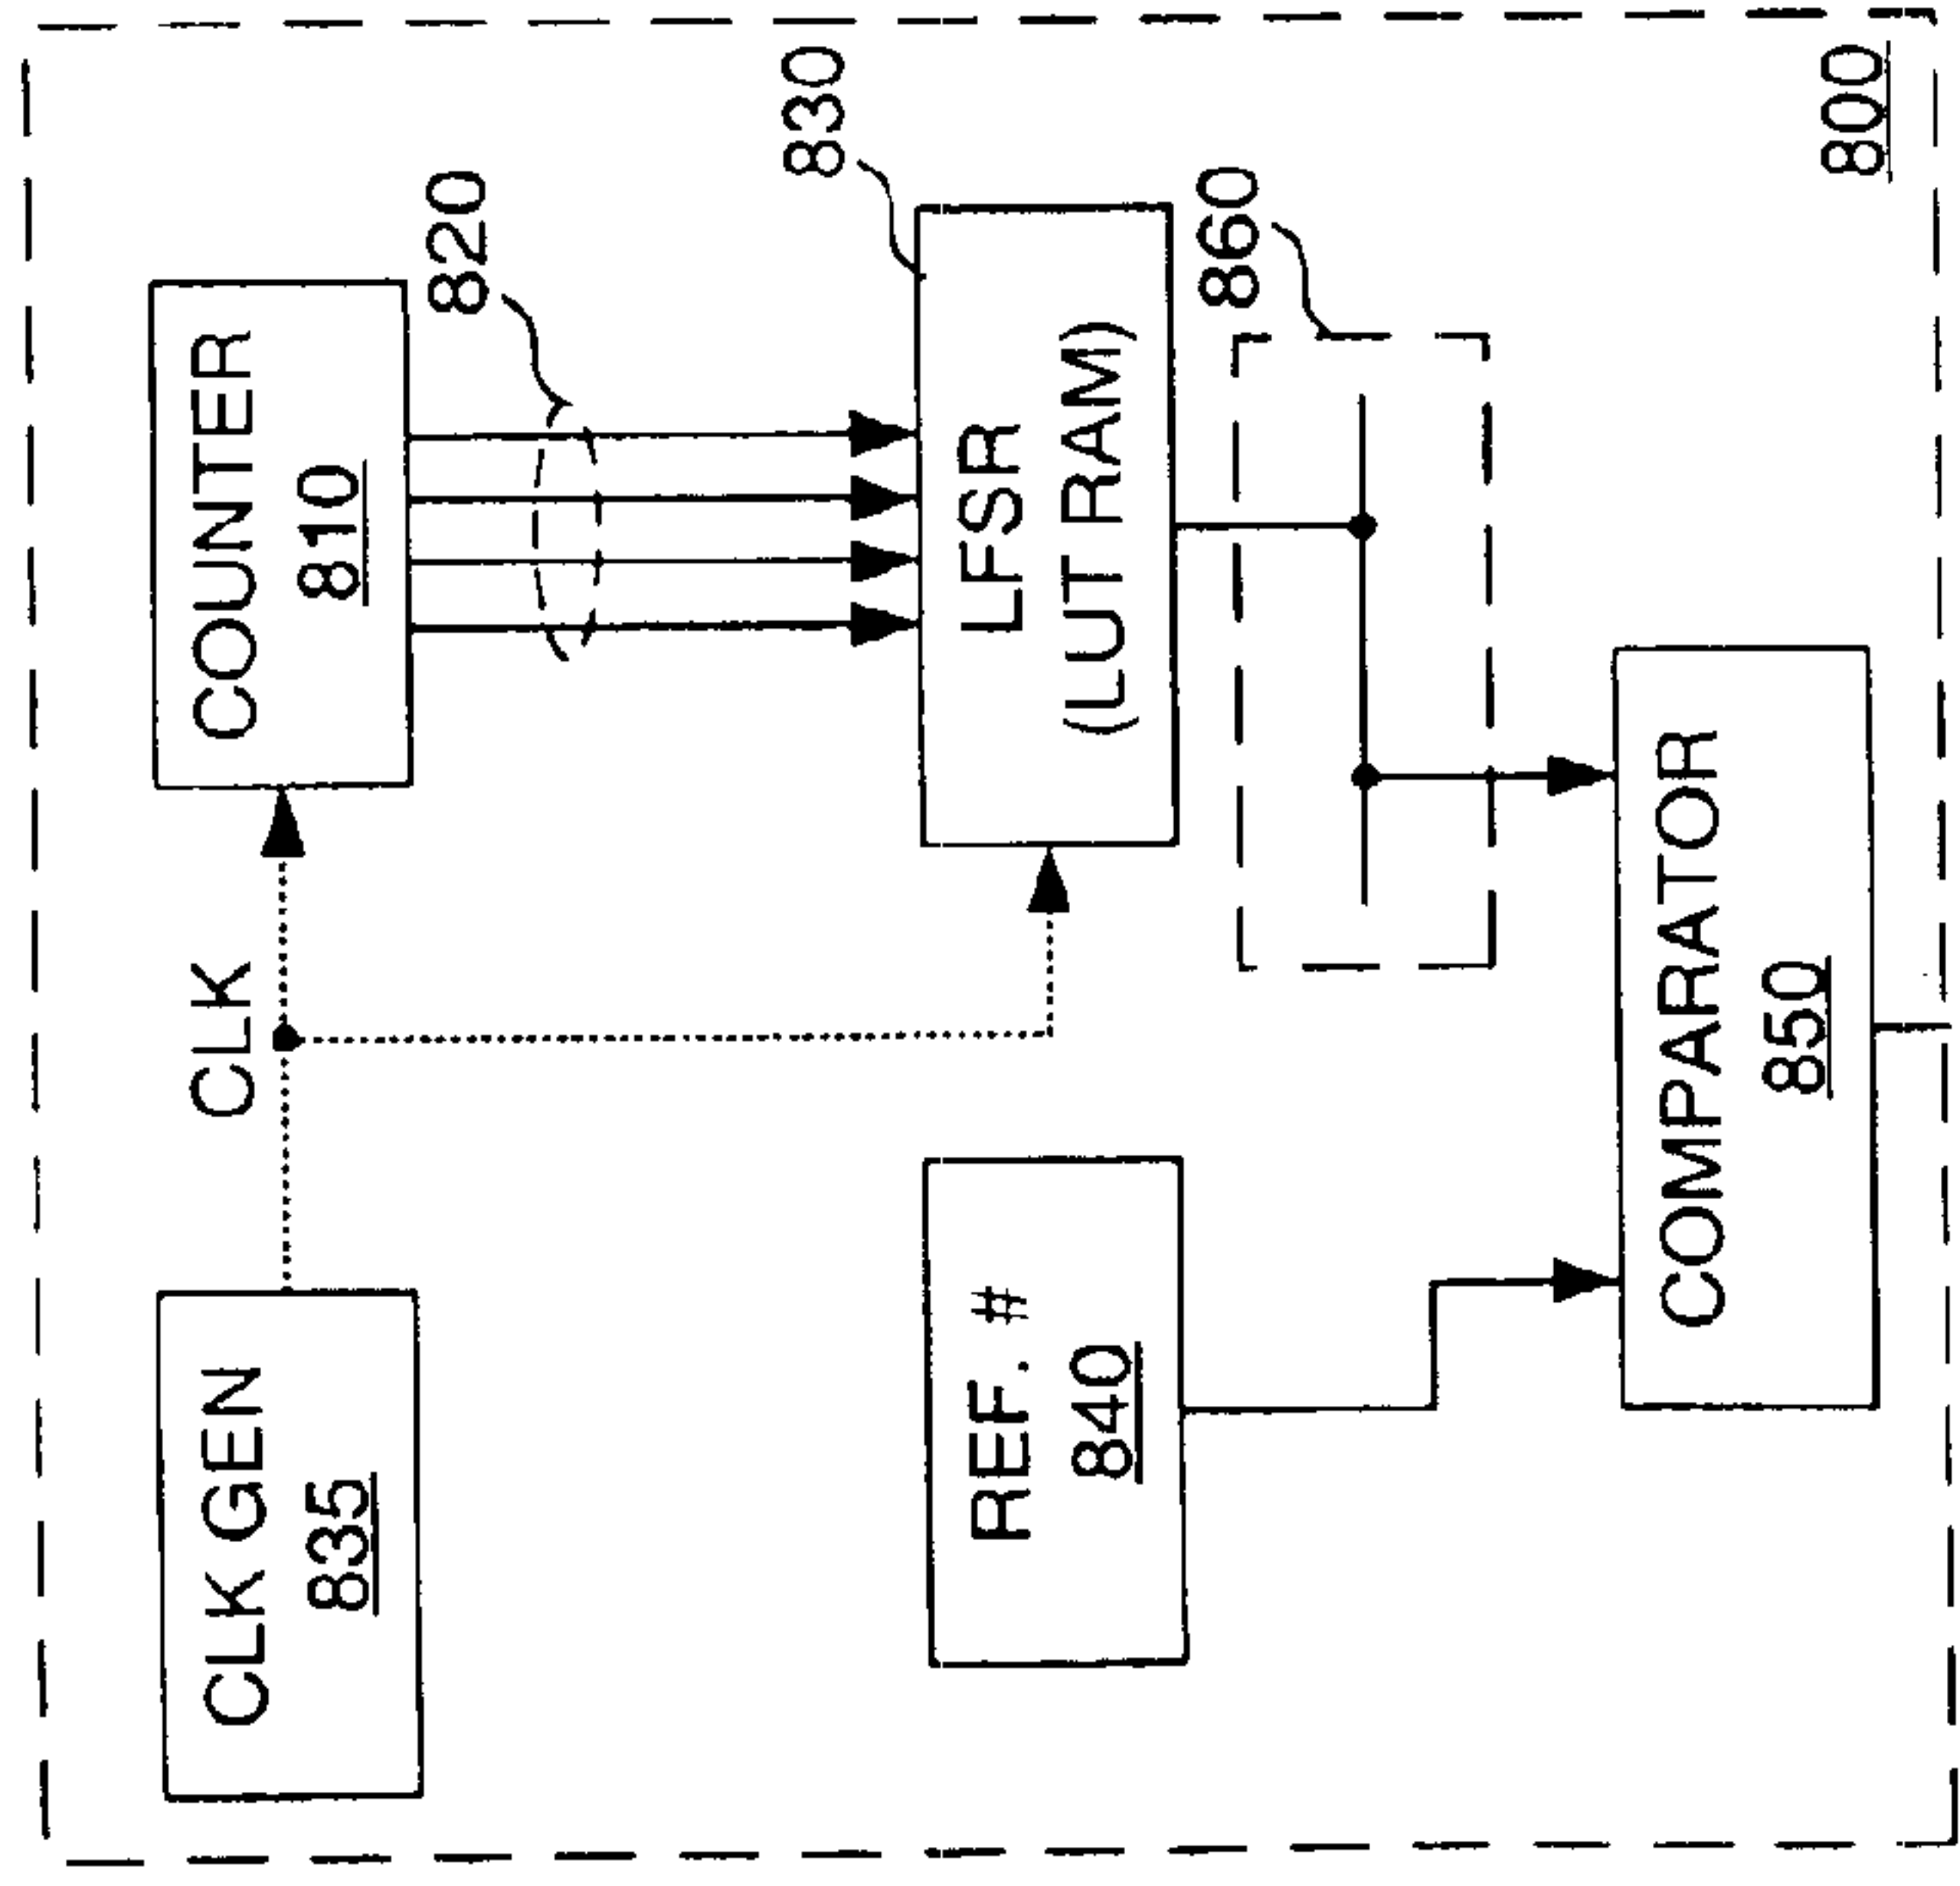 CLK GEN
835
CLK
COUNTER
810
820
830
REF. #
840
LFSR
(LUT RAM)
860
COMPARATOR
850
800